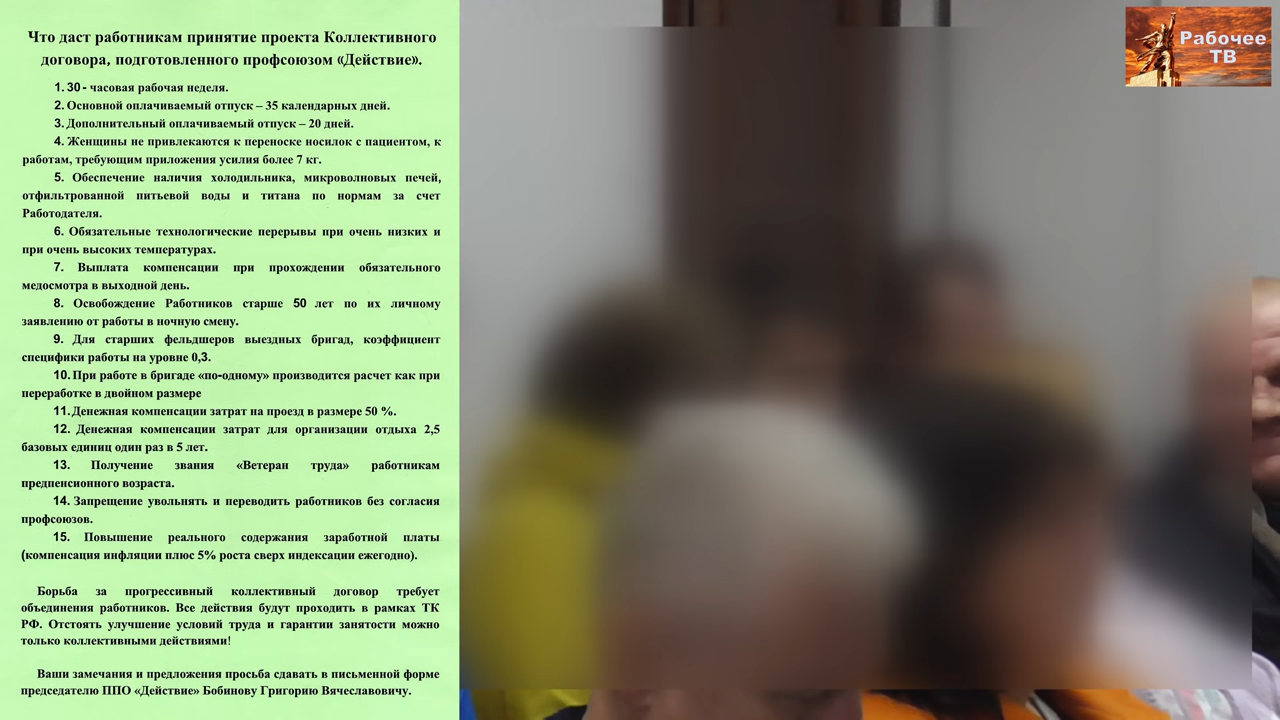 Что даст работникам принятие проекта Коллективного
договора, подготовленного профсоюзом «Действие».
1. 30 - часовая рабочая неделя.
2. Основной оплачиваемый отпуск – 35 календарных дней.
3. Дополнительный оплачиваемый отпуск – 20 дней.
4. Женщины не привлекаются к переноске носилок с пациентом, к
работам, требующим приложения усилия более 7 кг.
5. Обеспечение наличия холодильника, микроволновых печей,
отфильтрованной питьевой воды и титана по нормам за счет
Работодателя.
6. Обязательные технологические перерывы при очень низких и
при очень высоких температурах.
7. Выплата компенсации при прохождении обязательного
медосмотра в выходной день.
8. Освобождение Работников старше 50 лет по их личному
заявлению от работы в ночную смену.
9. Для старших фельдшеров выездных бригад, коэффициент
специфики работы на уровне 0,3.
10. При работе в бригаде «по-одному» производится расчет как при
переработке в двойном размере
11. Денежная компенсации затрат на проезд в размере 50 %.
12. Денежная компенсации затрат для организации отдыха 2,5
базовых единиц один раз в 5 лет.
13. Получение звания «Ветеран труда» работникам
предпенсионного возраста.
14. Запрещение увольнять и переводить работников без согласия
профсоюзов.
15. Повышение реального содержания заработной платы
(компенсация инфляции плюс 5% роста сверх индексации ежегодно).
Борьба за прогрессивный коллективный договор требует
объединения работников. Все действия будут проходить в рамках ТК
РФ. Отстоять улучшение условий труда и гарантии занятости можно
только коллективными действиями!
Ваши замечания и предложения просьба сдавать в письменной форме
председателю ППО «Действие» Бобинову Григорию Вячеславовичу.
Рабочее
ТВ